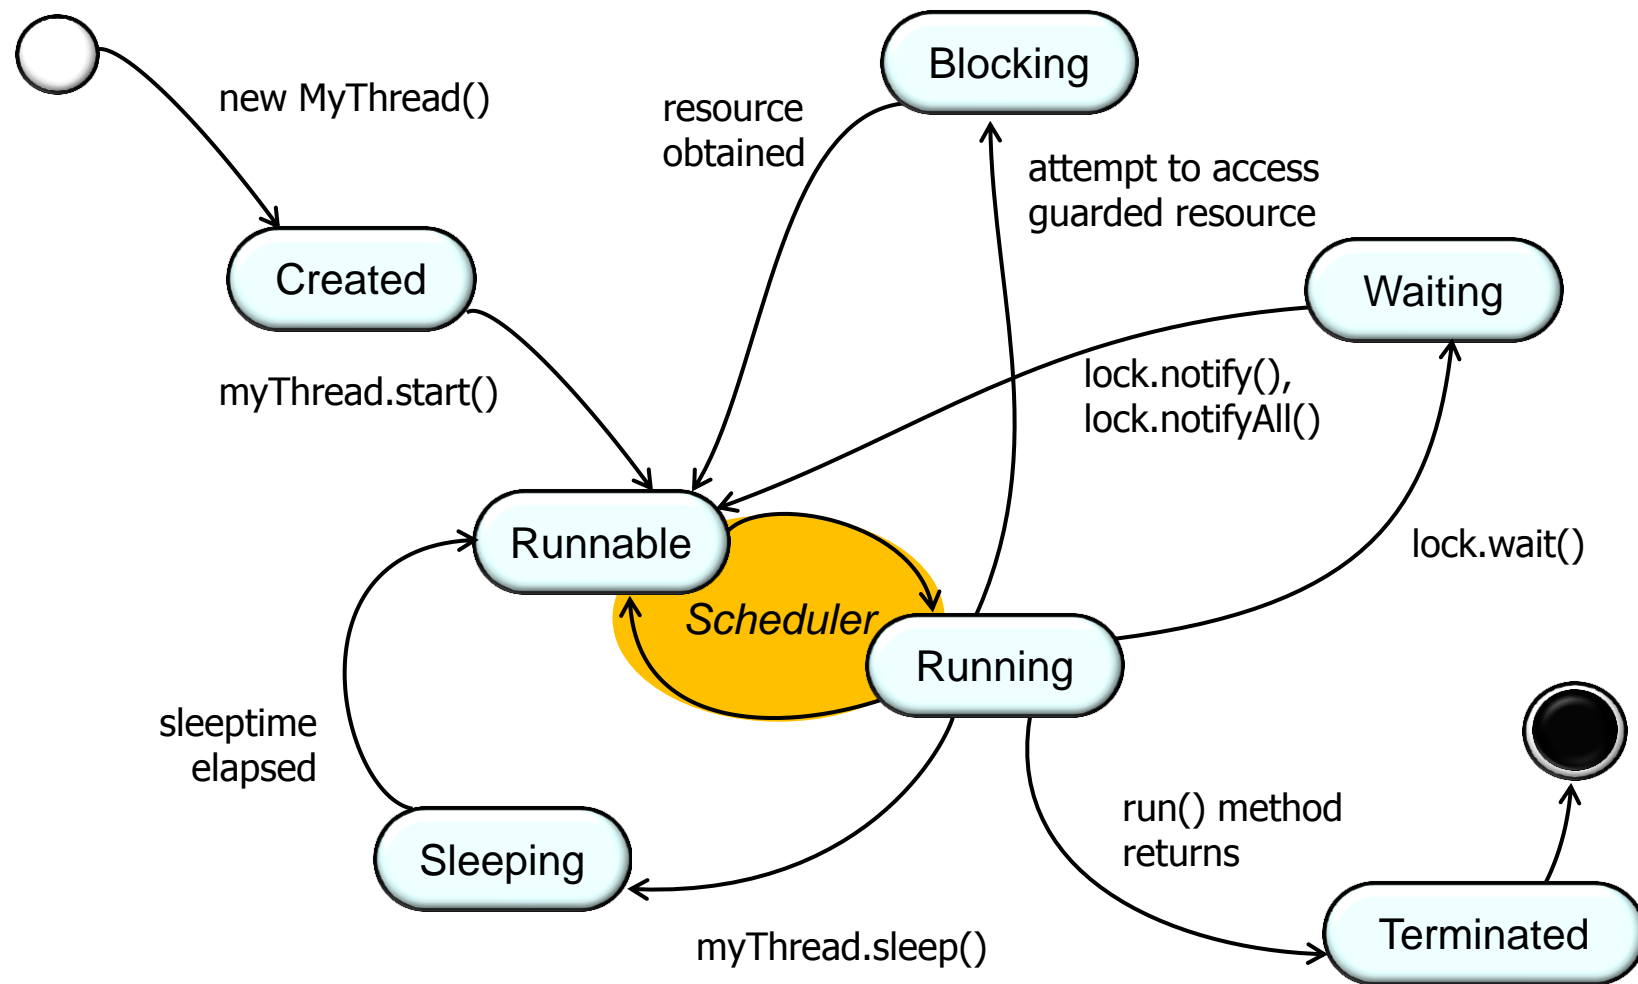 new MyThread()
Blocking
resource
obtained
attempt to access
guarded resource
Created
Waiting
myThread.start()
lock.notify(),
lock.notifyAll()
Runnable
lock.wait()
Scheduler
Running
sleeptime
elapsed
run() method
returns
Sleeping
myThread.sleep()
Terminated